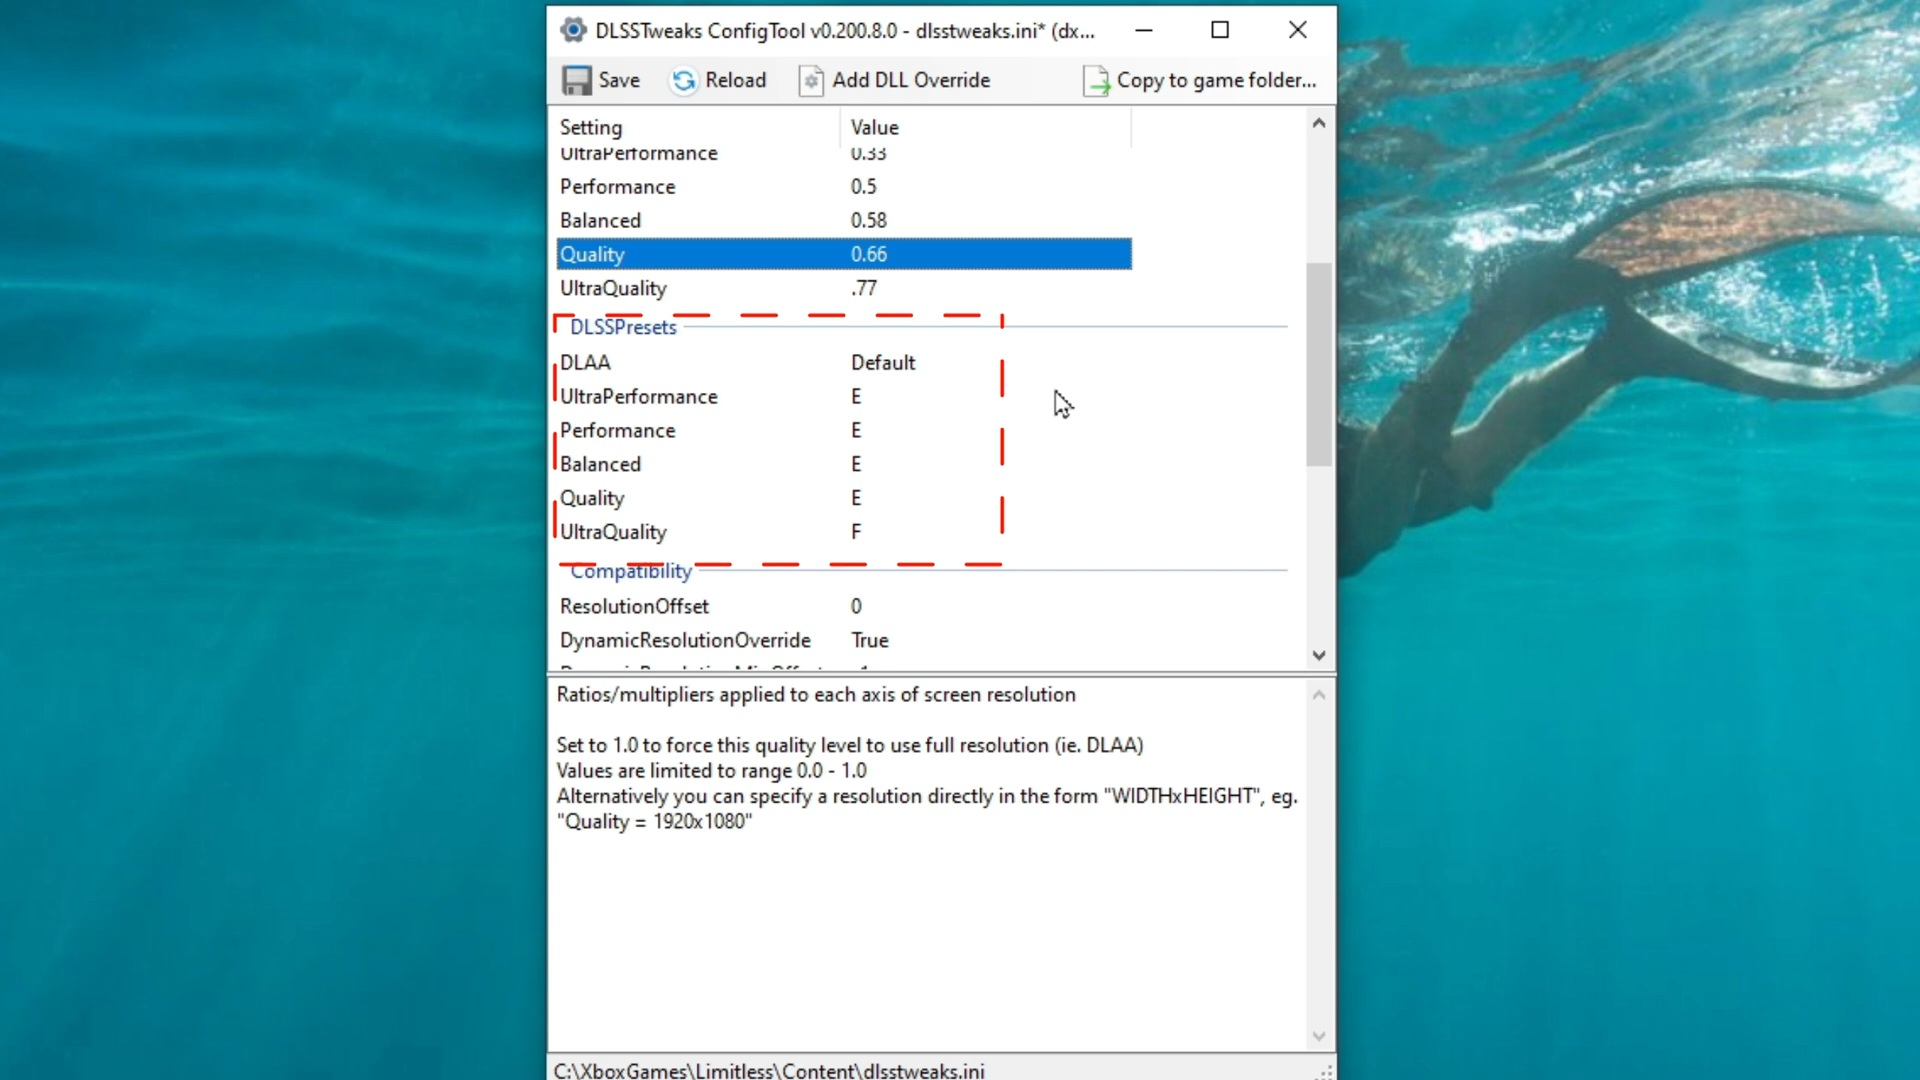 DLSSTweaks ConfigTool v0.200.8.0 - dlsstweaks.ini* (dx...
Save Reload Add DLL Override Copy to game folder...
Setting Value
UltraPerformance 0.33
Performance 0.5
Balanced 0.58
Quality 0.66
UltraQuality .77
DLSSPresets
DLAA Default
UltraPerformance E
Performance E
Balanced E
Quality E
UltraQuality F
Compatibility
ResolutionOffset 0
DynamicResolutionOverride True
Ratios/multipliers applied to each axis of screen resolution
Set to 1.0 to force this quality level to use full resolution (ie. DLAA)
Values are limited to range 0.0 - 1.0
Alternatively you can specify a resolution directly in the form "WIDTHxHEIGHT", eg.
"Quality = 1920x1080"
C:\XboxGames\Limitless\Content\dlsstweaks.ini